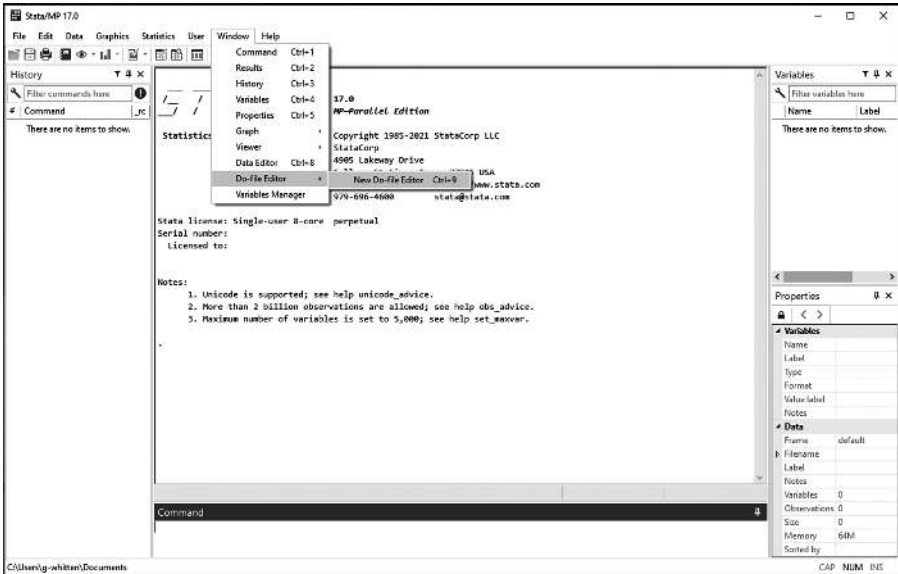 Stata/MP 17.0
File Edit Data Graphics Statistics User Window Help
History
Filter commands here
# Command _rc
There are no items to show.
Command Ctrl+1
Results Ctrl+2
History Ctrl+3
Variables Ctrl+4
Properties Ctrl+5
Graph
Viewer
Data Editor Ctrl+8
Do-file Editor
Variables Manager
New Do-file Editor Ctrl+9
17.0
MP-Parallel Edition
Statistics
Copyright 1985-2021 StataCorp LLC
StataCorp
4905 Lakeway Drive
USA
www.stata.com
979-696-4600 stata@stata.com
Stata license: Single-user 8-core perpetual
Serial number:
Licensed to:
Notes:
1. Unicode is supported; see help unicode_advice.
2. More than 2 billion observations are allowed; see help obs_advice.
3. Maximum number of variables is set to 5,000; see help set_maxvar.
.
Command
Variables
Filter variables here
Name Label
There are no items to show.
Properties
Variables
Name
Label
Type
Format
Value label
Notes
Data
Frame default
Filename
Label
Notes
Variables 0
Observations 0
Size 0
Memory 64M
Sorted by
C:\Users\g-whitten\Documents
CAP NUM INS